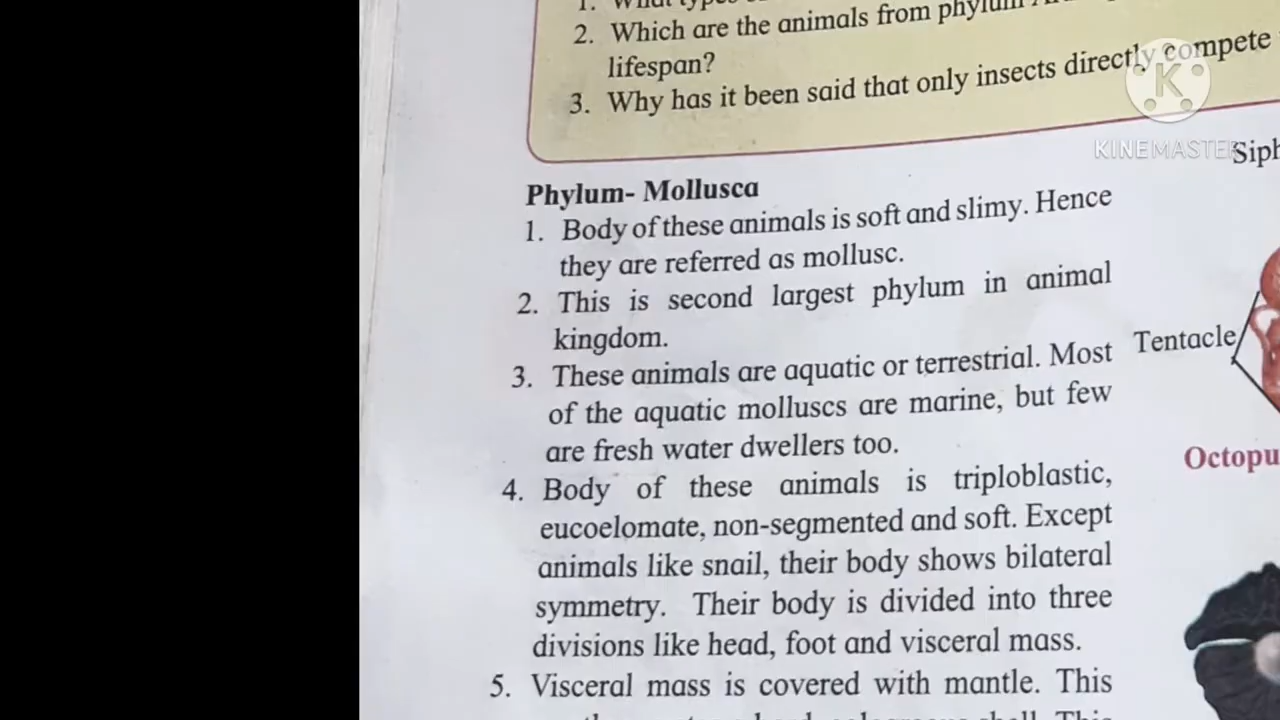 2. Which are the animals from phylum
lifespan?
3. Why has it been said that only insects directly compete
KINEMASTER
Phylum- Mollusca
1. Body of these animals is soft and slimy. Hence
they are referred as mollusc.
2. This is second largest phylum in animal
kingdom.
3. These animals are aquatic or terrestrial. Most
of the aquatic molluscs are marine, but few
are fresh water dwellers too.
4. Body of these animals is triploblastic,
eucoelomate, non-segmented and soft. Except
animals like snail, their body shows bilateral
symmetry. Their body is divided into three
divisions like head, foot and visceral mass.
5. Visceral mass is covered with mantle. This
Siph
Tentacle
Octopu